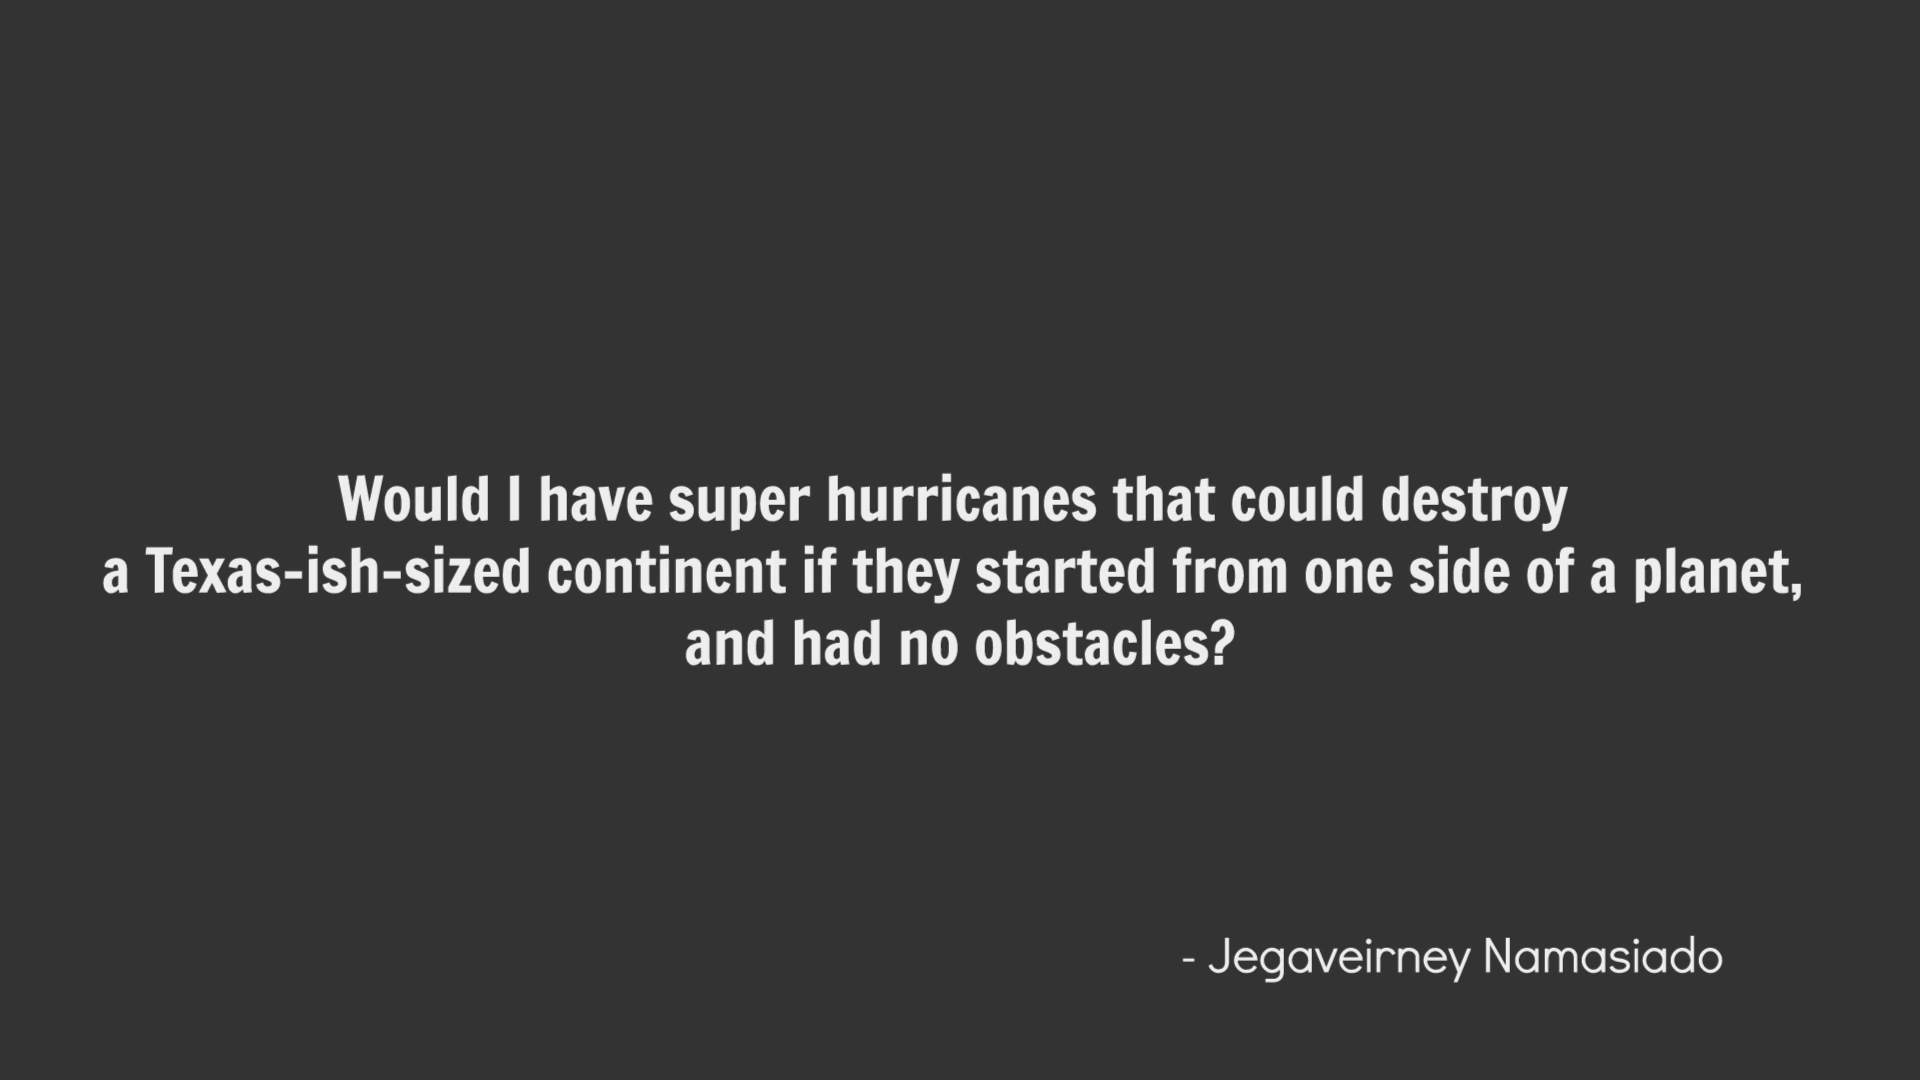 Would I have super hurricanes that could destroy
a Texas-ish-sized continent if they started from one side of a planet,
and had no obstacles?
- Jegaveirney Namasiado